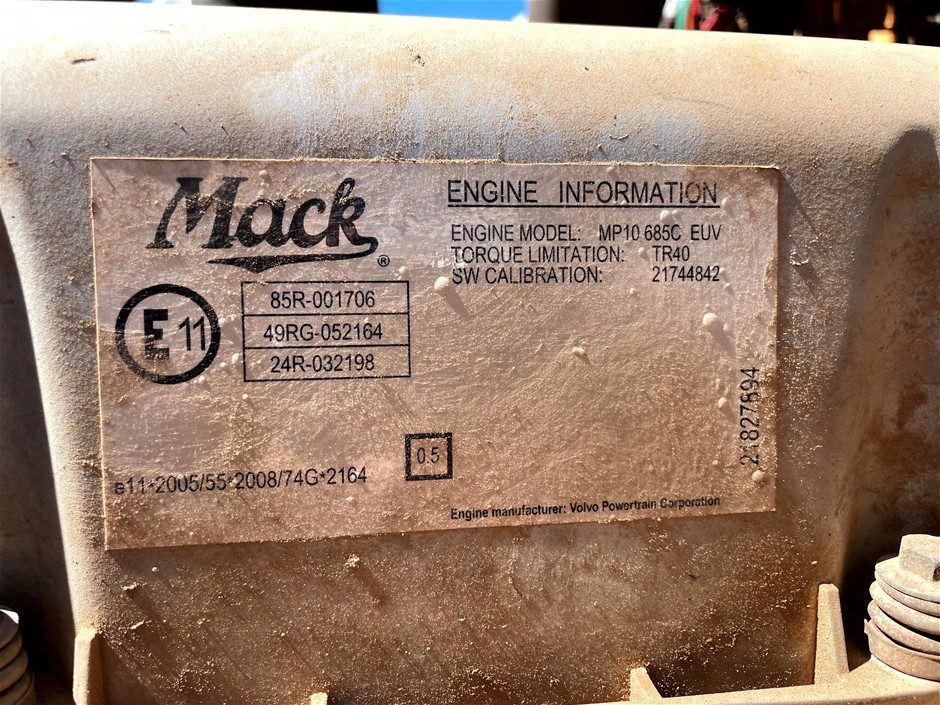 Mack®
ENGINE INFORMATION
ENGINE MODEL: MP10 685C EUV
TORQUE LIMITATION: TR40
SW CALIBRATION: 21744842
E 11
85R-001706
49RG-052164
24R-032198
0.5
e11*2005/55*2008/74G*2164
Engine manufacturer: Volvo Powertrain Corporation
21827894